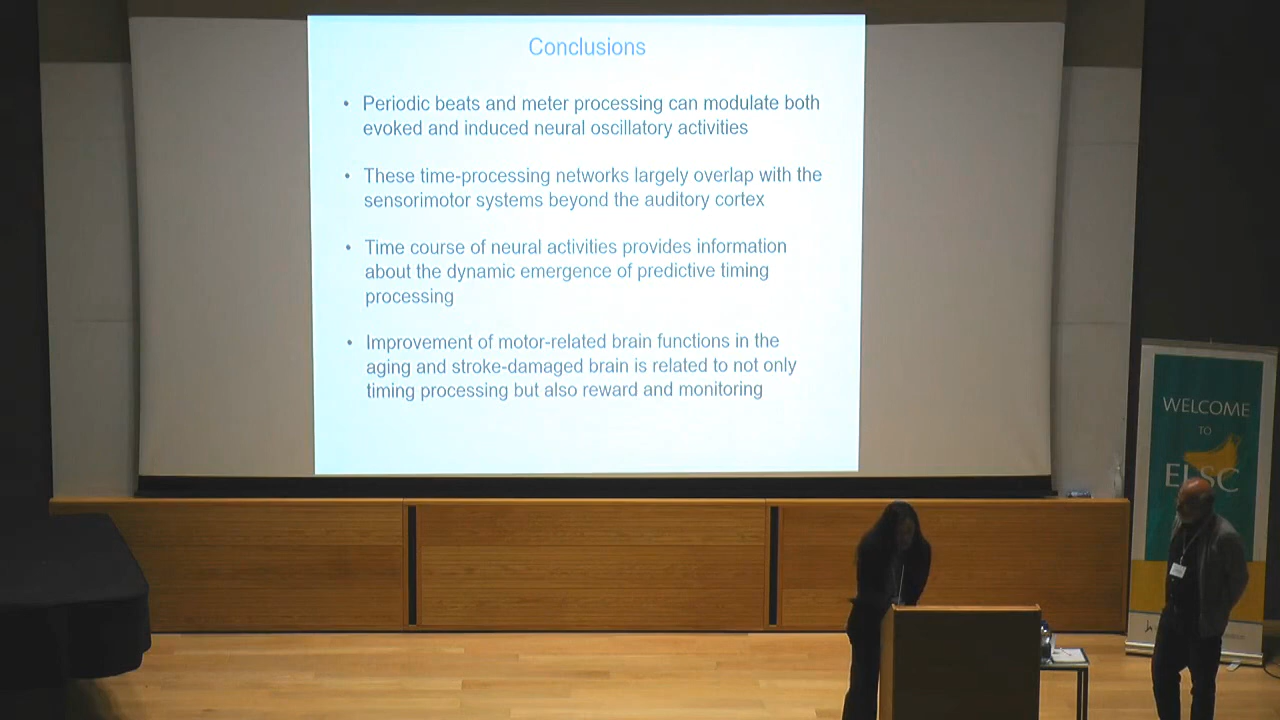 Conclusions
• Periodic beats and meter processing can modulate both
evoked and induced neural oscillatory activities
• These time-processing networks largely overlap with the
sensorimotor systems beyond the auditory cortex
• Time course of neural activities provides information
about the dynamic emergence of predictive timing
processing
• Improvement of motor-related brain functions in the
aging and stroke-damaged brain is related to not only
timing processing but also reward and monitoring
WELCOME
TO
ELSC